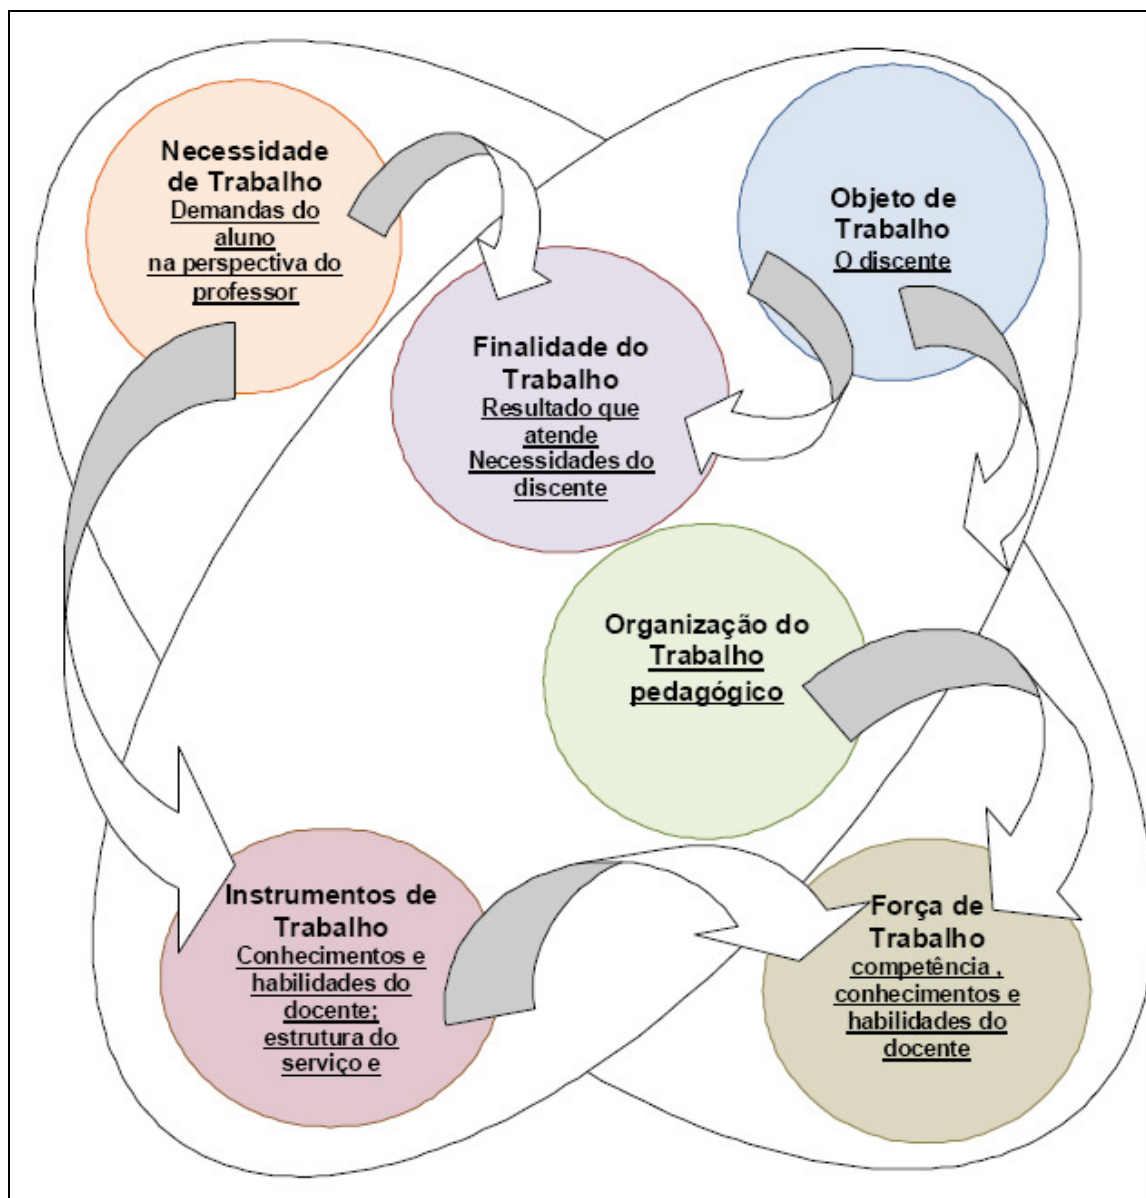 Necessidade
de Trabalho
Demandas do
aluno
na perspectiva do
professor
Objeto de
Trabalho
O discente
Finalidade do
Trabalho
Resultado que
atende
Necessidades do
discente
Organização do
Trabalho
pedagógico
Instrumentos de
Trabalho
Conhecimentos e
habilidades do
docente;
estrutura do
serviço e
Força de
Trabalho
competência ,
conhecimentos e
habilidades do
docente